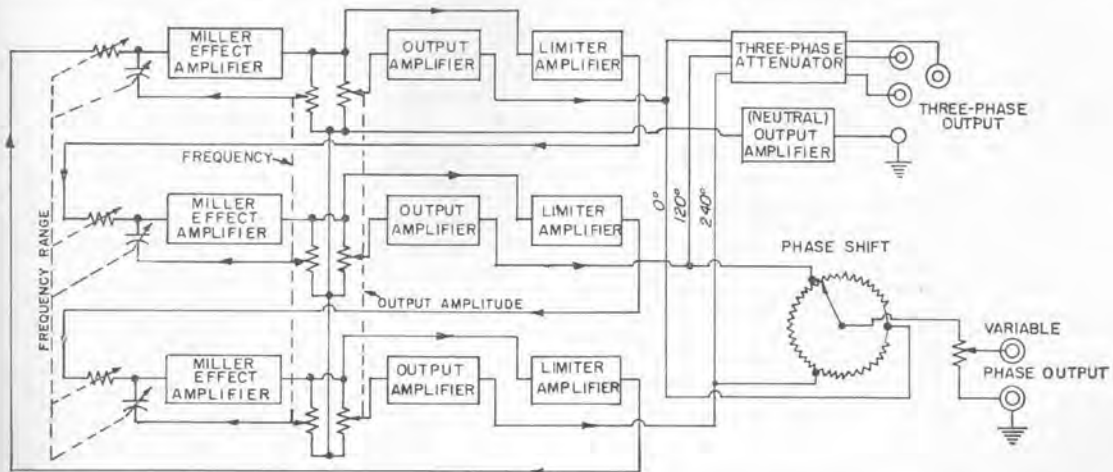 MILLER
EFFECT
AMPLIFIER
OUTPUT
AMPLIFIER
LIMITER
AMPLIFIER
THREE-PHASE
ATTENUATOR
THREE-PHASE
OUTPUT
(NEUTRAL)
OUTPUT
AMPLIFIER
FREQUENCY
0°
120°
240°
MILLER
EFFECT
AMPLIFIER
OUTPUT
AMPLIFIER
LIMITER
AMPLIFIER
PHASE SHIFT
FREQUENCY RANGE
OUTPUT AMPLITUDE
VARIABLE
PHASE OUTPUT
MILLER
EFFECT
AMPLIFIER
OUTPUT
AMPLIFIER
LIMITER
AMPLIFIER